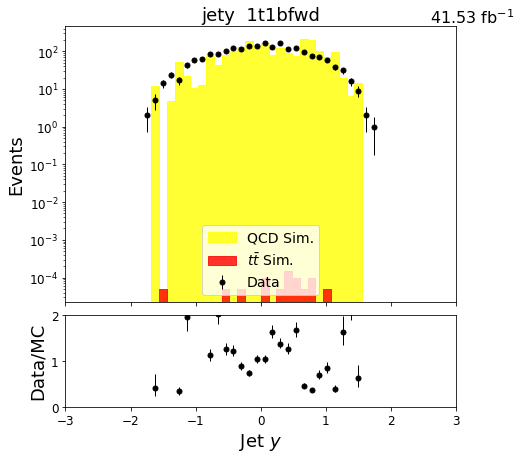 jety 1t1bfwd
41.53 fb⁻¹
Events
10²
10¹
10⁰
10⁻¹
10⁻²
10⁻³
10⁻⁴
QCD Sim.
tt̄ Sim.
Data
Data/MC
2
1
0
−3 −2 −1 0 1 2 3
Jet y